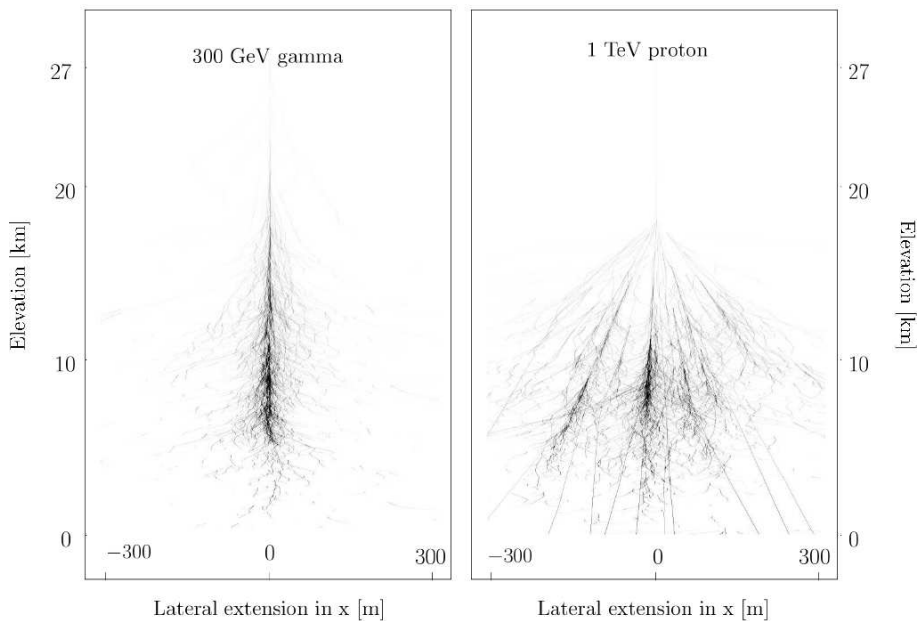 300 GeV gamma
27
20
10
0
Elevation [km]
−300
0
300
Lateral extension in x [m]
1 TeV proton
27
20
10
0
Elevation [km]
−300
0
300
Lateral extension in x [m]